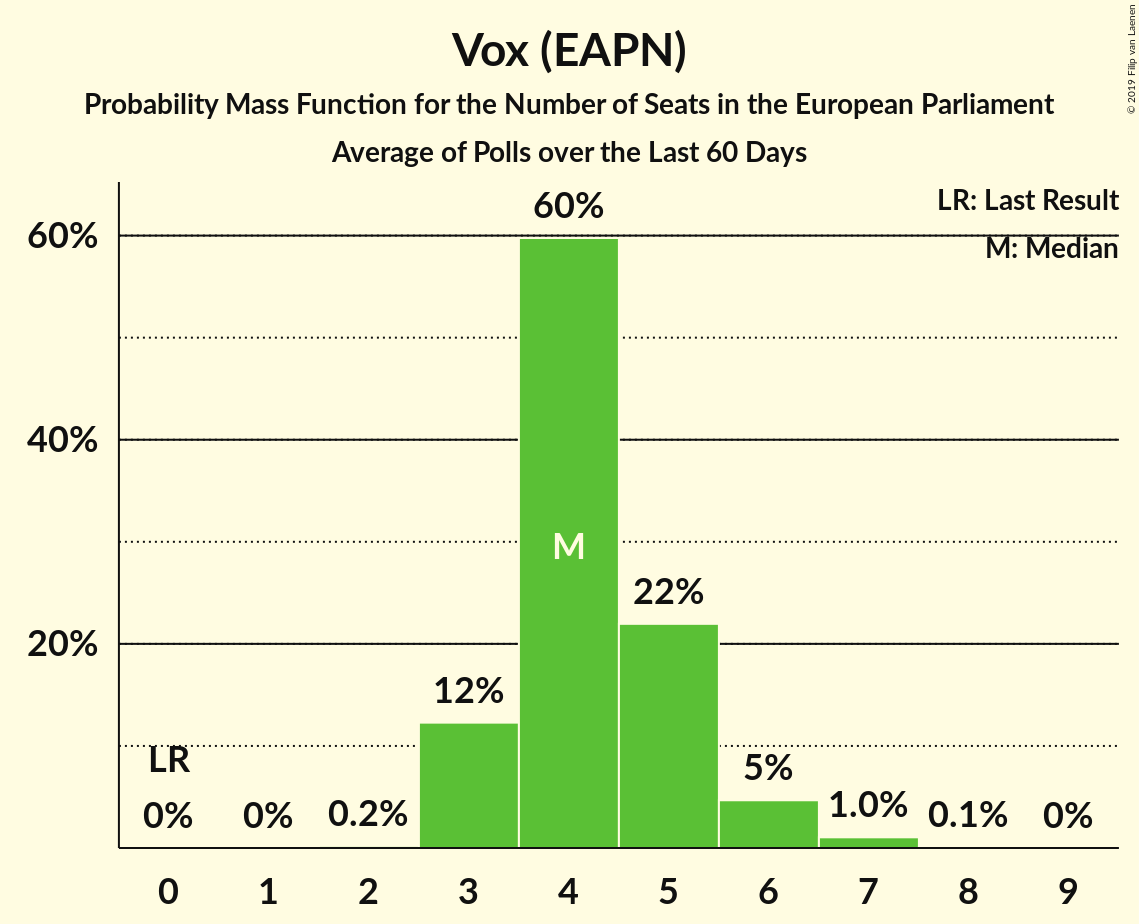 Vox (EAPN)
Probability Mass Function for the Number of Seats in the European Parliament
Average of Polls over the Last 60 Days
© 2019 Filip van Laenen
LR: Last Result
M: Median
60%
40%
20%
LR
0%
0%
0.2%
12%
60%
M
22%
5%
1.0%
0.1%
0%
0 1 2 3 4 5 6 7 8 9